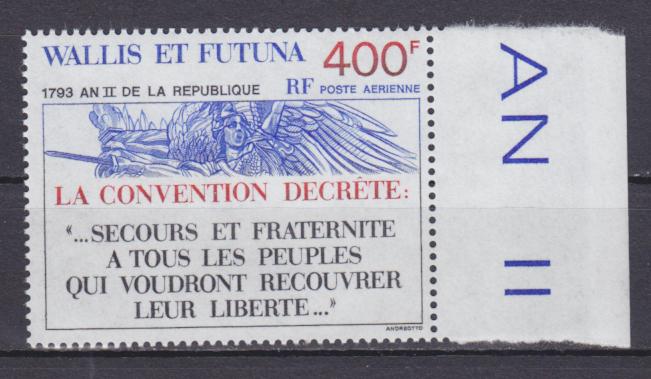 WALLIS ET FUTUNA 400F
1793 AN II DE LA REPUBLIQUE RF POSTE AERIENNE
LA CONVENTION DECRÊTE:
«...SECOURS ET FRATERNITE
A TOUS LES PEUPLES
QUI VOUDRONT RECOUVRER
LEUR LIBERTE...»
ANDREOTTO
AN II